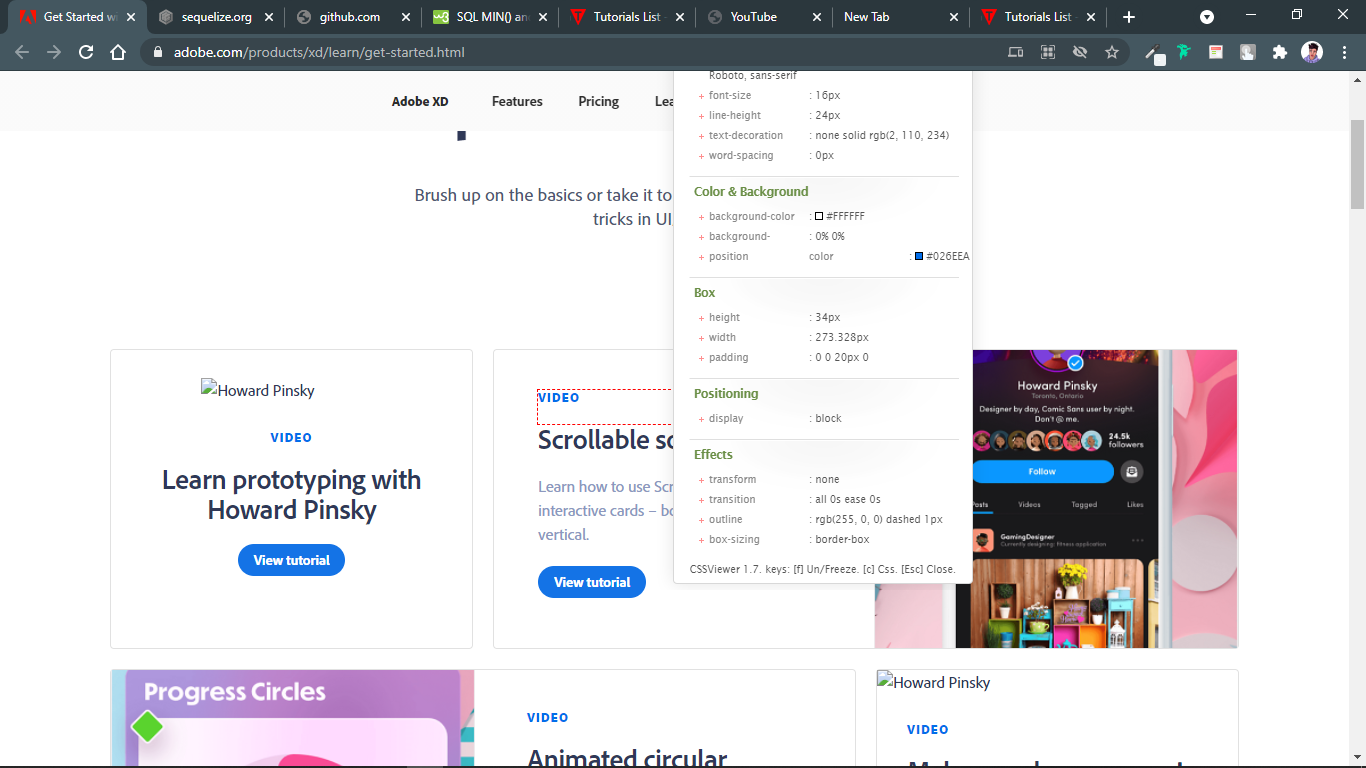 Get Started wi
sequelize.org
github.com
SQL MIN() an
Tutorials List -
YouTube
New Tab
Tutorials List -
adobe.com/products/xd/learn/get-started.html
Adobe XD
Features
Pricing
Lea
Brush up on the basics or take it to
tricks in UI
Roboto, sans-serif
+ font-size : 16px
+ line-height : 24px
+ text-decoration : none solid rgb(2, 110, 234)
+ word-spacing : 0px
Color & Background
+ background-color : #FFFFFF
+ background- : 0% 0%
+ position color : #026EEA
Box
+ height : 34px
+ width : 273.328px
+ padding : 0 0 20px 0
Positioning
+ display : block
Effects
+ transform : none
+ transition : all 0s ease 0s
+ outline : rgb(255, 0, 0) dashed 1px
+ box-sizing : border-box
CSSViewer 1.7. keys: [f] Un/Freeze. [c] Css. [Esc] Close.
Howard Pinsky
VIDEO
Learn prototyping with
Howard Pinsky
View tutorial
VIDEO
Scrollable sc
Learn how to use Scr
interactive cards – bo
vertical.
View tutorial
Howard Pinsky
Toronto, Ontario
Designer by day, Comic Sans user by night.
Don't @ me.
24.5k
followers
Follow
Posts
Videos
Tagged
Likes
GamingDesigner
Currently designing: fitness application
Progress Circles
VIDEO
Animated circular
Howard Pinsky
VIDEO